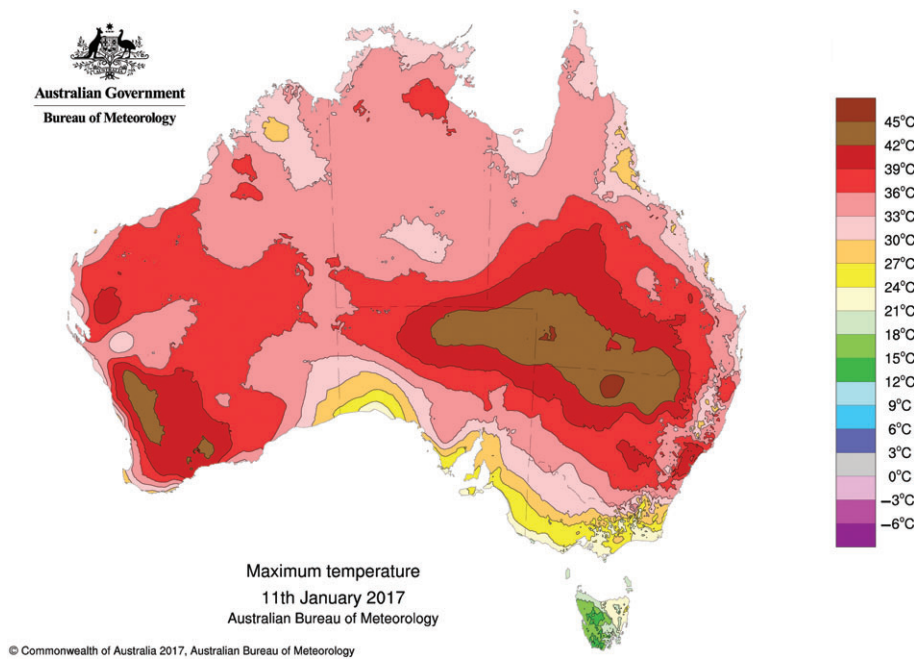 Australian Government
Bureau of Meteorology
45°C
42°C
39°C
36°C
33°C
30°C
27°C
24°C
21°C
18°C
15°C
12°C
9°C
6°C
3°C
0°C
–3°C
–6°C
Maximum temperature
11th January 2017
Australian Bureau of Meteorology
© Commonwealth of Australia 2017, Australian Bureau of Meteorology